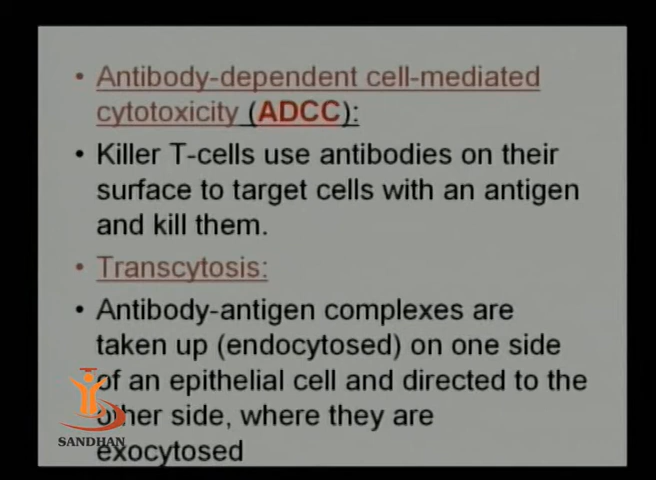 • Antibody-dependent cell-mediated
cytotoxicity (ADCC):
• Killer T-cells use antibodies on their
surface to target cells with an antigen
and kill them.
• Transcytosis:
• Antibody-antigen complexes are
taken up (endocytosed) on one side
of an epithelial cell and directed to the
other side, where they are
exocytosed
SANDHAN